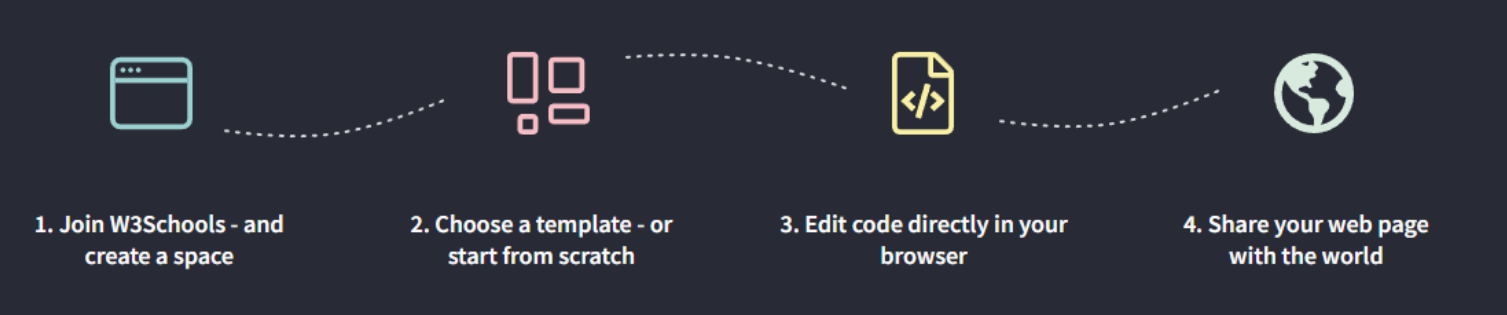 1. Join W3Schools - and
create a space
2. Choose a template - or
start from scratch
3. Edit code directly in your
browser
4. Share your web page
with the world